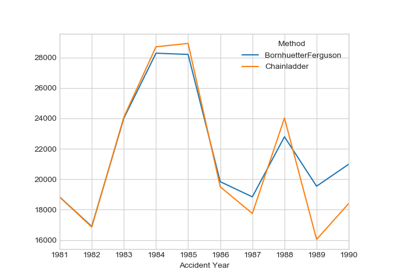 Method
BornhuetterFerguson
Chainladder
28000
26000
24000
22000
20000
18000
16000
1981 1982 1983 1984 1985 1986 1987 1988 1989 1990
Accident Year